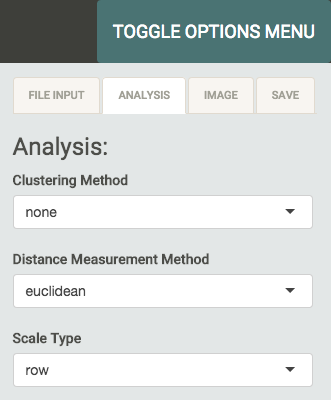 TOGGLE OPTIONS MENU
FILE INPUT ANALYSIS IMAGE SAVE
Analysis:
Clustering Method
none
Distance Measurement Method
euclidean
Scale Type
row